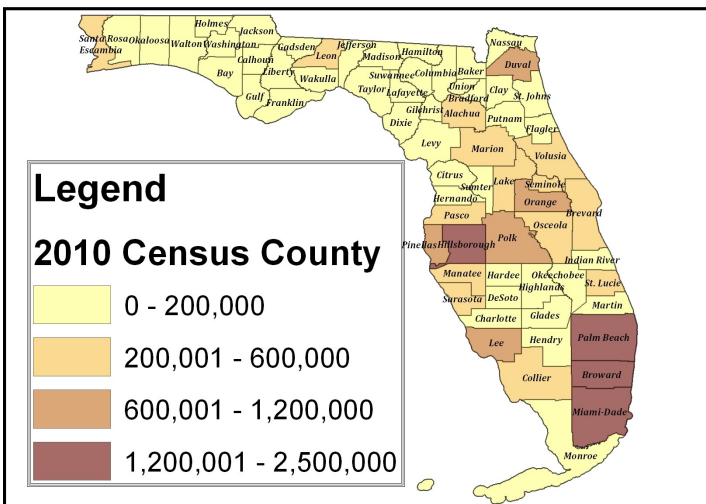 Holmes
Jackson
Santa Rosa Okaloosa Walton Washington Gadsden Leon Jefferson Madison Hamilton Nassau
Escambia
Calhoun
Duval
Bay
Liberty
Wakulla
Suwannee Columbia Baker
Taylor Lafayette
Union
Bradford
Clay
St. Johns
Gulf
Franklin
Gilchrist
Alachua
Putnam
Dixie
Flagler
Levy
Marion
Volusia
Citrus
Sumter
Lake
Seminole
Hernando
Orange
Pasco
Osceola
Brevard
Pinellas Hillsborough
Polk
Indian River
Manatee
Hardee
Okeechobee
Highlands
St. Lucie
Sarasota
DeSoto
Martin
Charlotte
Glades
Lee
Hendry
Palm Beach
Collier
Broward
Miami-Dade
Monroe
Legend
2010 Census County
0 - 200,000
200,001 - 600,000
600,001 - 1,200,000
1,200,001 - 2,500,000